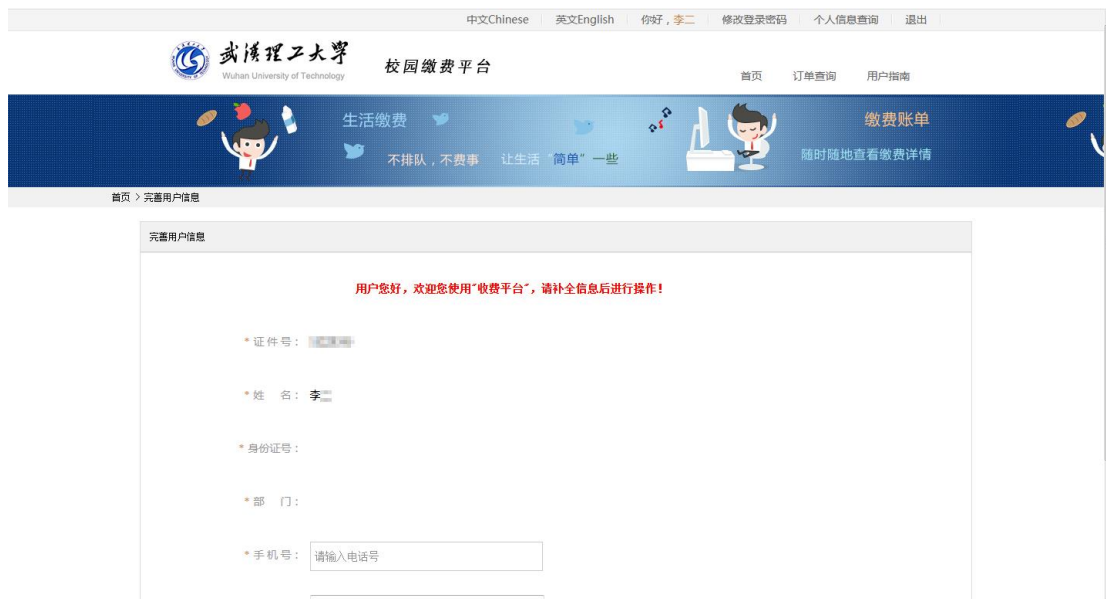 中文Chinese 英文English 你好，李二 修改登录密码 个人信息查询 退出
武汉理工大学
Wuhan University of Technology
校园缴费平台
首页 订单查询 用户指南
生活缴费
不排队，不费事 让生活“简单”一些
缴费账单
随时随地查看缴费详情
首页 > 完善用户信息
完善用户信息
用户您好，欢迎您使用“收费平台”，请补全信息后进行操作！
* 证件号：
* 姓 名： 李
* 身份证号：
* 部 门：
* 手机号： 请输入电话号